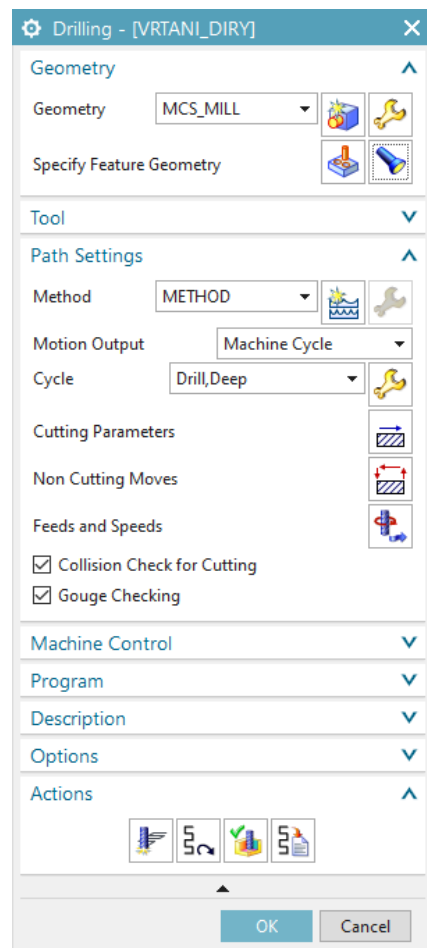 Drilling - [VRTANI_DIRY]
Geometry
Geometry MCS_MILL
Specify Feature Geometry
Tool
Path Settings
Method METHOD
Motion Output Machine Cycle
Cycle Drill,Deep
Cutting Parameters
Non Cutting Moves
Feeds and Speeds
Collision Check for Cutting
Gouge Checking
Machine Control
Program
Description
Options
Actions
OK Cancel